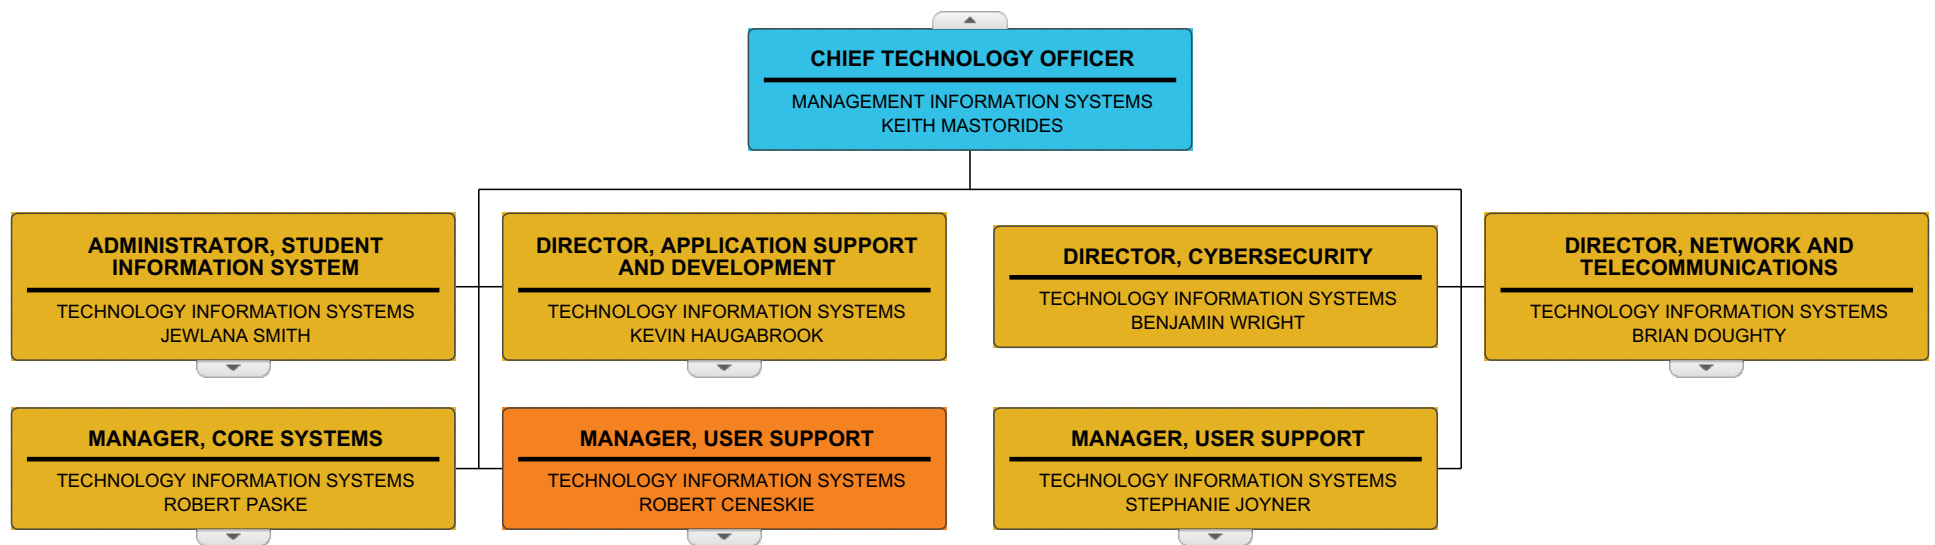 CHIEF TECHNOLOGY OFFICER
MANAGEMENT INFORMATION SYSTEMS
KEITH MASTORIDES
ADMINISTRATOR, STUDENT
INFORMATION SYSTEM
TECHNOLOGY INFORMATION SYSTEMS
JEWLANA SMITH
DIRECTOR, APPLICATION SUPPORT
AND DEVELOPMENT
TECHNOLOGY INFORMATION SYSTEMS
KEVIN HAUGABROOK
DIRECTOR, CYBERSECURITY
TECHNOLOGY INFORMATION SYSTEMS
BENJAMIN WRIGHT
DIRECTOR, NETWORK AND
TELECOMMUNICATIONS
TECHNOLOGY INFORMATION SYSTEMS
BRIAN DOUGHTY
MANAGER, CORE SYSTEMS
TECHNOLOGY INFORMATION SYSTEMS
ROBERT PASKE
MANAGER, USER SUPPORT
TECHNOLOGY INFORMATION SYSTEMS
ROBERT CENESKIE
MANAGER, USER SUPPORT
TECHNOLOGY INFORMATION SYSTEMS
STEPHANIE JOYNER